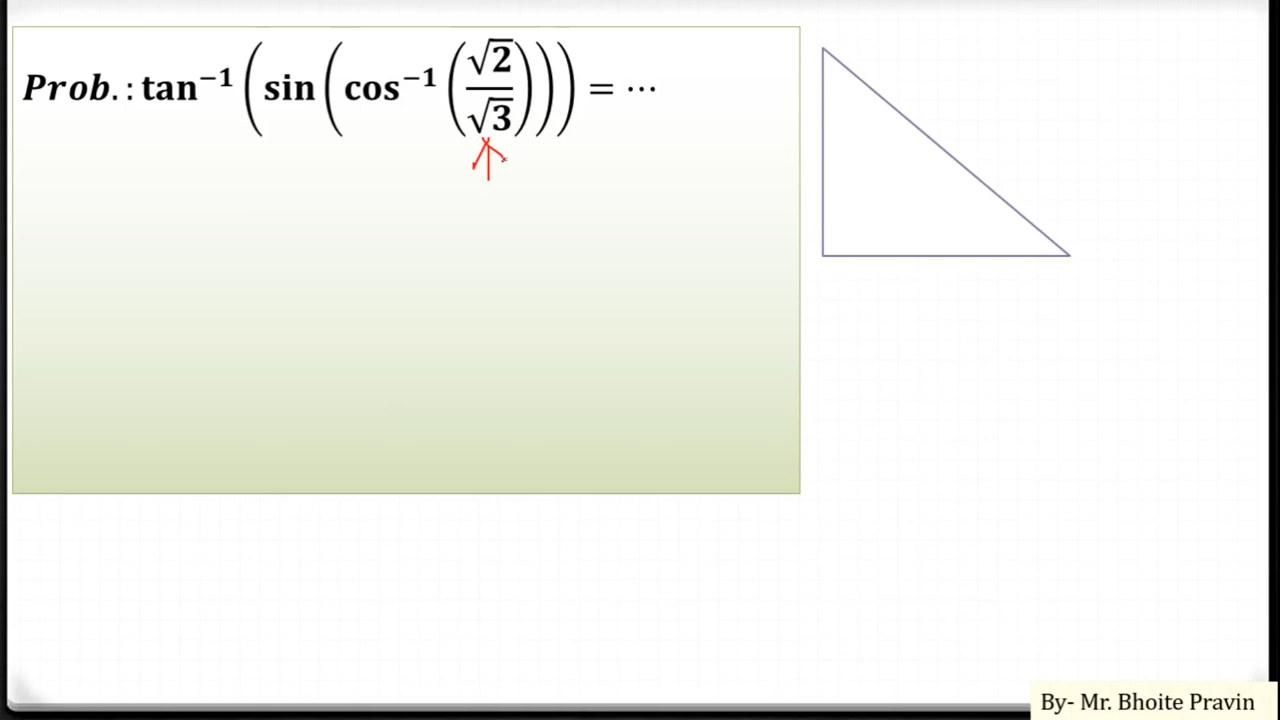 Prob.: tan⁻¹(sin(cos⁻¹(√2/√3))) = ⋯
By- Mr. Bhoite Pravin